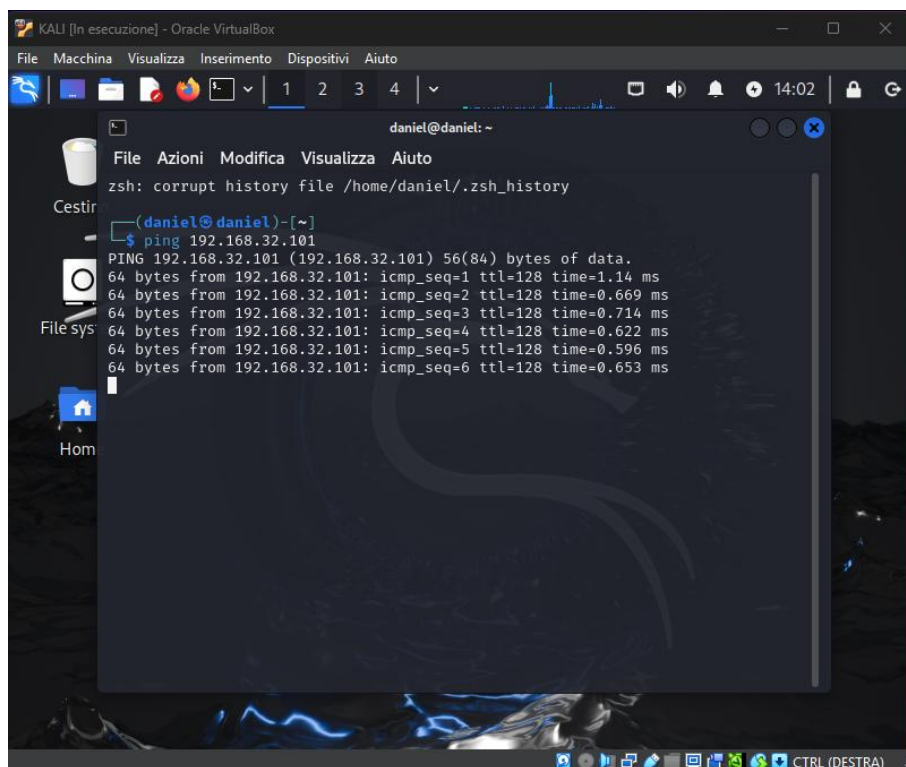 KALI [In esecuzione] - Oracle VirtualBox
File Macchina Visualizza Inserimento Dispositivi Aiuto
1 2 3 4 14:02
daniel@daniel: ~
File Azioni Modifica Visualizza Aiuto
zsh: corrupt history file /home/daniel/.zsh_history
Cestin
┌──(daniel㉿daniel)-[~]
└─$ ping 192.168.32.101
PING 192.168.32.101 (192.168.32.101) 56(84) bytes of data.
64 bytes from 192.168.32.101: icmp_seq=1 ttl=128 time=1.14 ms
64 bytes from 192.168.32.101: icmp_seq=2 ttl=128 time=0.669 ms
64 bytes from 192.168.32.101: icmp_seq=3 ttl=128 time=0.714 ms
64 bytes from 192.168.32.101: icmp_seq=4 ttl=128 time=0.622 ms
64 bytes from 192.168.32.101: icmp_seq=5 ttl=128 time=0.596 ms
64 bytes from 192.168.32.101: icmp_seq=6 ttl=128 time=0.653 ms
File sys
Hom
CTRL (DESTRA)